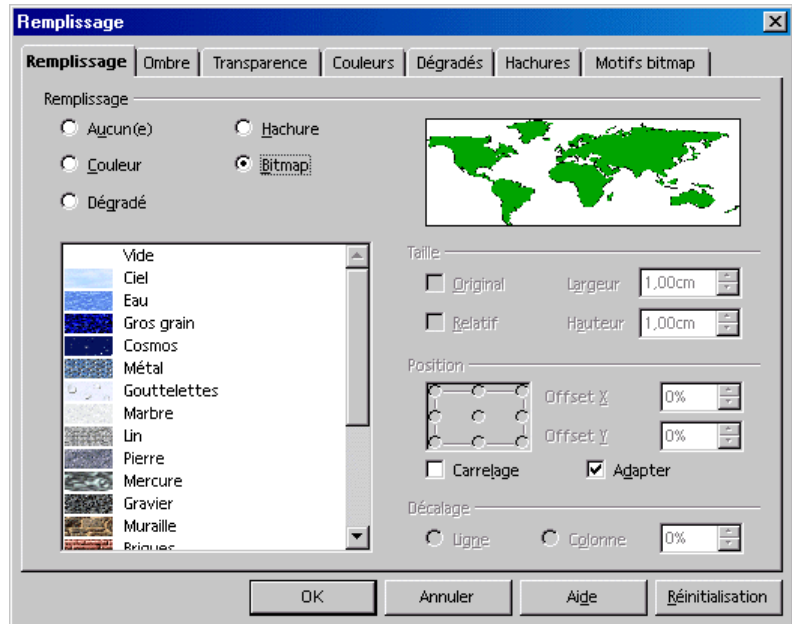 Remplissage
Remplissage Ombre Transparence Couleurs Dégradés Hachures Motifs bitmap
Remplissage
Aucun(e) Hachure
Couleur Bitmap
Dégradé
Vide
Ciel
Eau
Gros grain
Cosmos
Métal
Gouttelettes
Marbre
Lin
Pierre
Mercure
Gravier
Muraille
Briques
Taille
Original Largeur 1,00cm
Relatif Hauteur 1,00cm
Position
Offset X 0%
Offset Y 0%
Carrelage Adapter
Décalage
Ligne Colonne 0%
OK Annuler Aide Réinitialisation